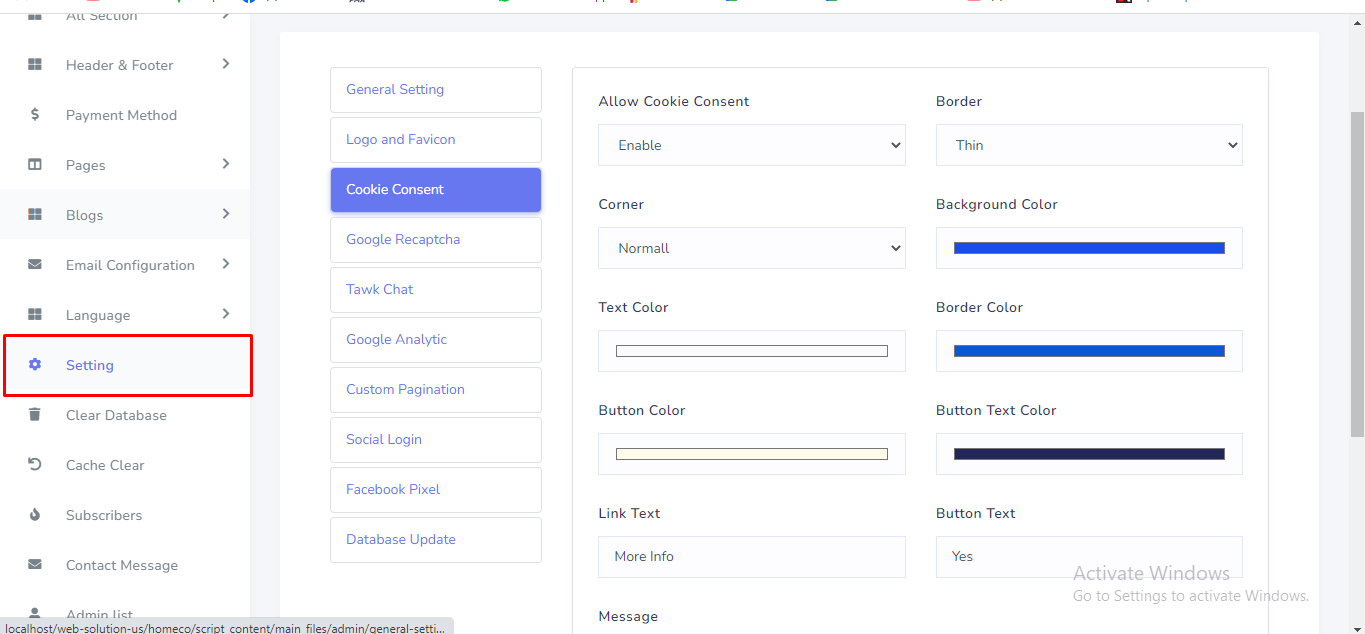 All Section
Header & Footer
Payment Method
Pages
Blogs
Email Configuration
Language
Setting
Clear Database
Cache Clear
Subscribers
Contact Message
Admin list
General Setting
Logo and Favicon
Cookie Consent
Google Recaptcha
Tawk Chat
Google Analytic
Custom Pagination
Social Login
Facebook Pixel
Database Update
Allow Cookie Consent
Border
Enable
Thin
Corner
Background Color
Normall
Text Color
Border Color
Button Color
Button Text Color
Link Text
Button Text
More Info
Yes
Message
Activate Windows
Go to Settings to activate Windows.
localhost/web-solution-us/homeco/script_content/main_files/admin/general-setti...